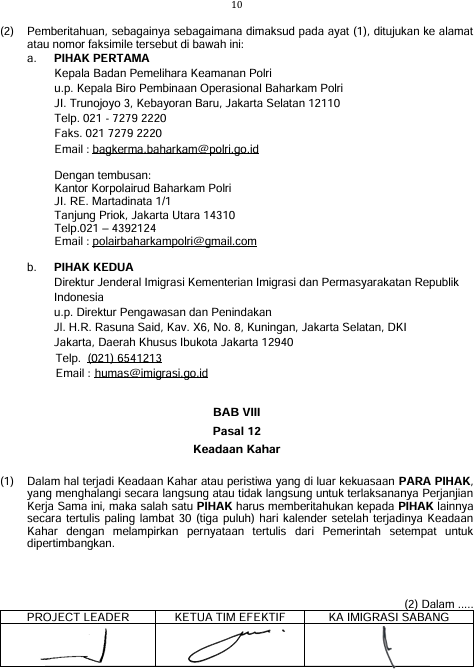 10
(2) Pemberitahuan, sebagainya sebagaimana dimaksud pada ayat (1), ditujukan ke alamat
atau nomor faksimile tersebut di bawah ini:
a. PIHAK PERTAMA
Kepala Badan Pemelihara Keamanan Polri
u.p. Kepala Biro Pembinaan Operasional Baharkam Polri
Jl. Trunojoyo 3, Kebayoran Baru, Jakarta Selatan 12110
Telp. 021 - 7279 2220
Faks. 021 7279 2220
Email : bagkerma.baharkam@polri.go.id
Dengan tembusan:
Kantor Korpolairud Baharkam Polri
Jl. RE. Martadinata 1/1
Tanjung Priok, Jakarta Utara 14310
Telp.021 – 4392124
Email : polairbaharkampolri@gmail.com
b. PIHAK KEDUA
Direktur Jenderal Imigrasi Kementerian Imigrasi dan Permasyarakatan Republik
Indonesia
u.p. Direktur Pengawasan dan Penindakan
Jl. H.R. Rasuna Said, Kav. X6, No. 8, Kuningan, Jakarta Selatan, DKI
Jakarta, Daerah Khusus Ibukota Jakarta 12940
Telp. (021) 6541213
Email : humas@imigrasi.go.id
BAB VIII
Pasal 12
Keadaan Kahar
(1) Dalam hal terjadi Keadaan Kahar atau peristiwa yang di luar kekuasaan PARA PIHAK,
yang menghalangi secara langsung atau tidak langsung untuk terlaksananya Perjanjian
Kerja Sama ini, maka salah satu PIHAK harus memberitahukan kepada PIHAK lainnya
secara tertulis paling lambat 30 (tiga puluh) hari kalender setelah terjadinya Keadaan
Kahar dengan melampirkan pernyataan tertulis dari Pemerintah setempat untuk
dipertimbangkan.
(2) Dalam .....
PROJECT LEADER KETUA TIM EFEKTIF KA IMIGRASI SABANG